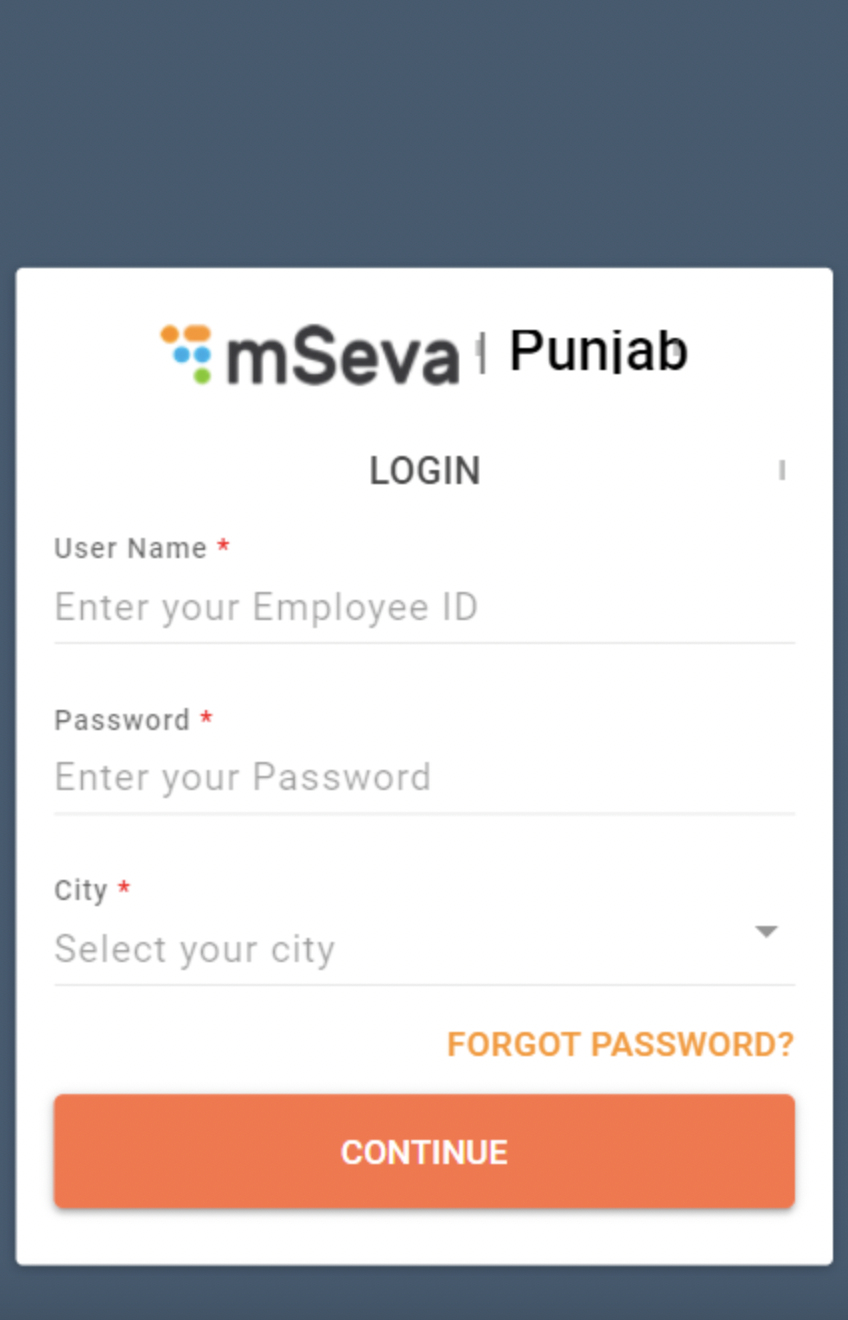 mSeva | Punjab
LOGIN
User Name *
Enter your Employee ID
Password *
Enter your Password
City *
Select your city
FORGOT PASSWORD?
CONTINUE